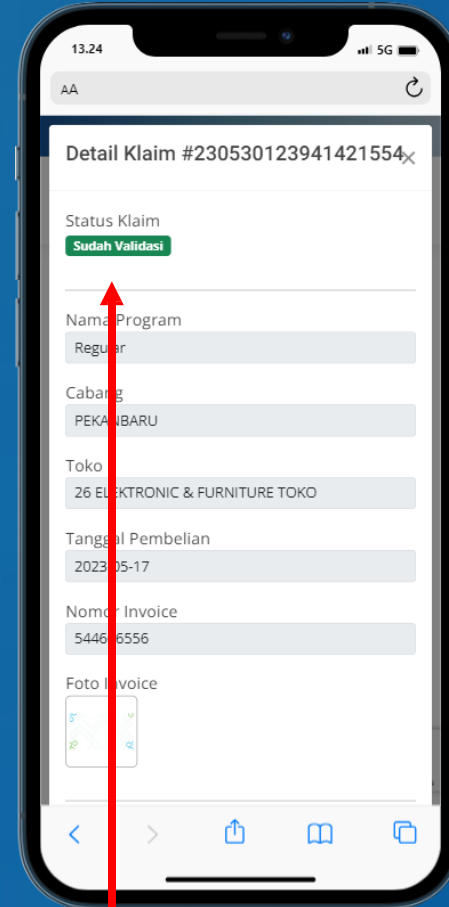 13.24
5G
AA
Detail Klaim #230530123941421554
Status Klaim
Sudah Validasi
Nama Program
Regular
Cabang
PEKANBARU
Toko
26 ELEKTRONIC & FURNITURE TOKO
Tanggal Pembelian
2023-05-17
Nomor Invoice
Foto Invoice